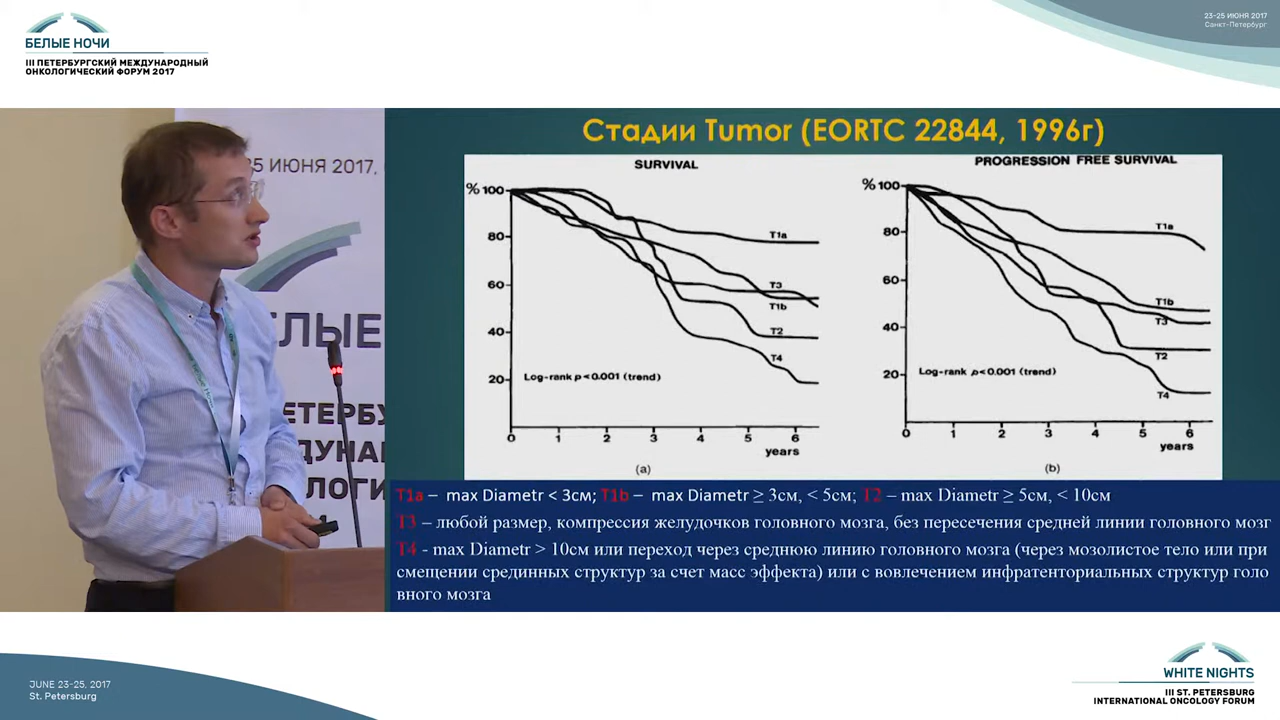 БЕЛЫЕ НОЧИ
III ПЕТЕРБУРГСКИЙ МЕЖДУНАРОДНЫЙ
ОНКОЛОГИЧЕСКИЙ ФОРУМ 2017
23-25 ИЮНЯ 2017
Санкт-Петербург
25 ИЮНЯ 2017,
ЕТЕРБУ
ДУНА
ЛОГИ
Стадии Tumor (EORTC 22844, 1996г)
SURVIVAL
% 100
80
60
40
20
T1a
T3
T1b
T2
T4
Log-rank p<0.001 (trend)
0 1 2 3 4 5 6
years
(a)
PROGRESSION FREE SURVIVAL
% 100
80
60
40
20
T1a
T1b
T3
T2
T4
Log-rank p<0.001 (trend)
0 1 2 3 4 5 6
years
(b)
T1a – max Diametr < 3см; T1b – max Diametr ≥ 3см, < 5см; T2 – max Diametr ≥ 5см, < 10см
T3 – любой размер, компрессия желудочков головного мозга, без пересечения средней линии головного мозг
T4 - max Diametr > 10см или переход через среднюю линию головного мозга (через мозолистое тело или при
смещении срединных структур за счет масс эффекта) или с вовлечением инфратенториальных структур голо
вного мозга
JUNE 23-25, 2017
St. Petersburg
WHITE NIGHTS
III ST. PETERSBURG
INTERNATIONAL ONCOLOGY FORUM